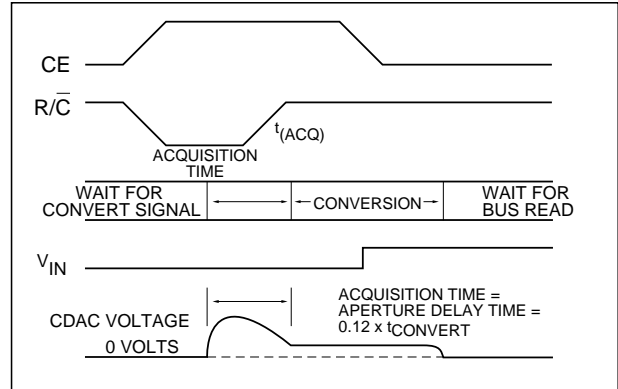 CE
R/C̅
t(ACQ)
ACQUISITION
TIME
WAIT FOR
CONVERT SIGNAL
CONVERSION
WAIT FOR
BUS READ
VIN
ACQUISITION TIME =
APERTURE DELAY TIME =
0.12 x tCONVERT
CDAC VOLTAGE
0 VOLTS